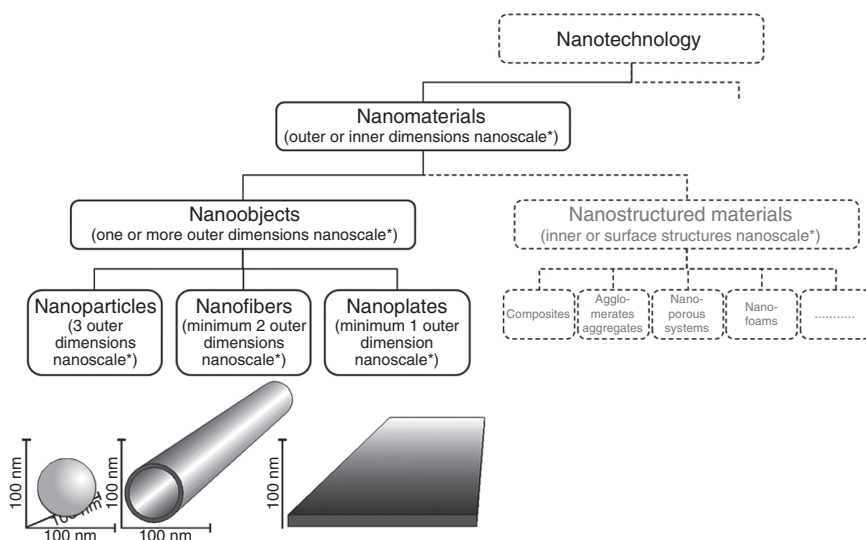 Nanotechnology
Nanomaterials
(outer or inner dimensions nanoscale*)
Nanoobjects
(one or more outer dimensions nanoscale*)
Nanostructured materials
(inner or surface structures nanoscale*)
Nanoparticles
(3 outer
dimensions
nanoscale*)
Nanofibers
(minimum 2 outer
dimensions
nanoscale*)
Nanoplates
(minimum 1 outer
dimension
nanoscale*)
Composites
Agglo-
merates
aggregates
Nano-
porous
systems
Nano-
foams
...........
100 nm
100 nm
100 nm
100 nm
100 nm
100 nm